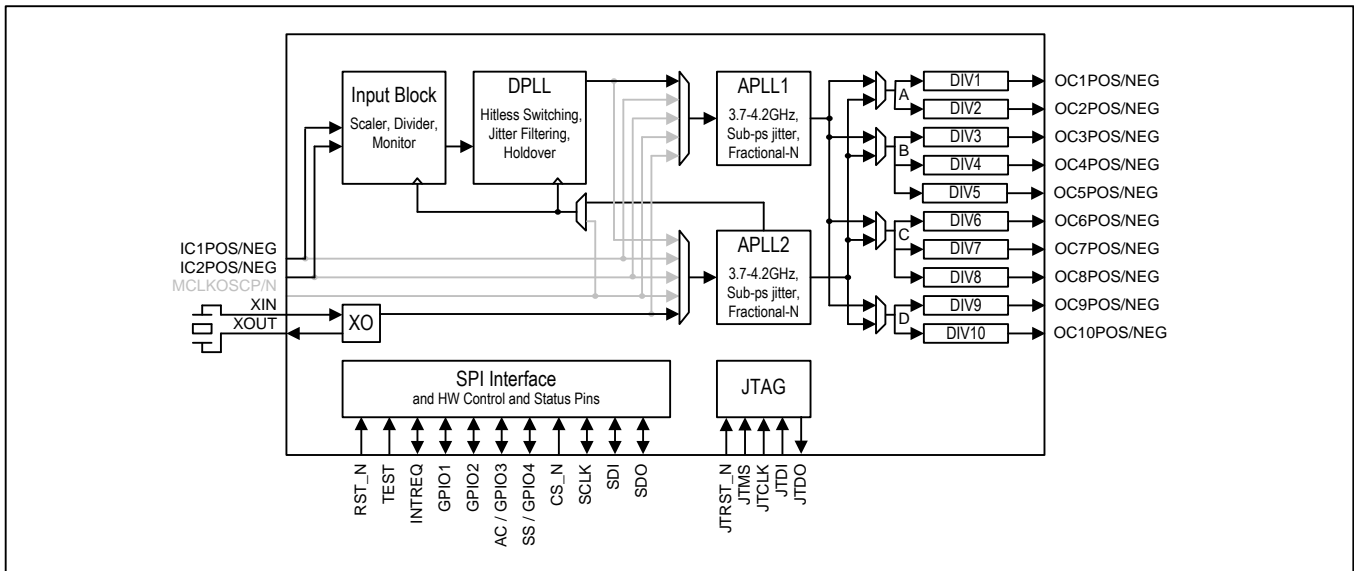 Input Block
Scaler, Divider,
Monitor
DPLL
Hitless Switching,
Jitter Filtering,
Holdover
APLL1
3.7-4.2GHz,
Sub-ps jitter,
Fractional-N
APLL2
3.7-4.2GHz,
Sub-ps jitter,
Fractional-N
A
B
C
D
DIV1
DIV2
DIV3
DIV4
DIV5
DIV6
DIV7
DIV8
DIV9
DIV10
OC1POS/NEG
OC2POS/NEG
OC3POS/NEG
OC4POS/NEG
OC5POS/NEG
OC6POS/NEG
OC7POS/NEG
OC8POS/NEG
OC9POS/NEG
OC10POS/NEG
IC1POS/NEG
IC2POS/NEG
MCLKOSCP/N
XIN
XOUT
XO
SPI Interface
and HW Control and Status Pins
JTAG
RST_N
TEST
INTREQ
GPIO1
GPIO2
AC / GPIO3
SS / GPIO4
CS_N
SCLK
SDI
SDO
JTRST_N
JTMS
JTCLK
JTDI
JTDO